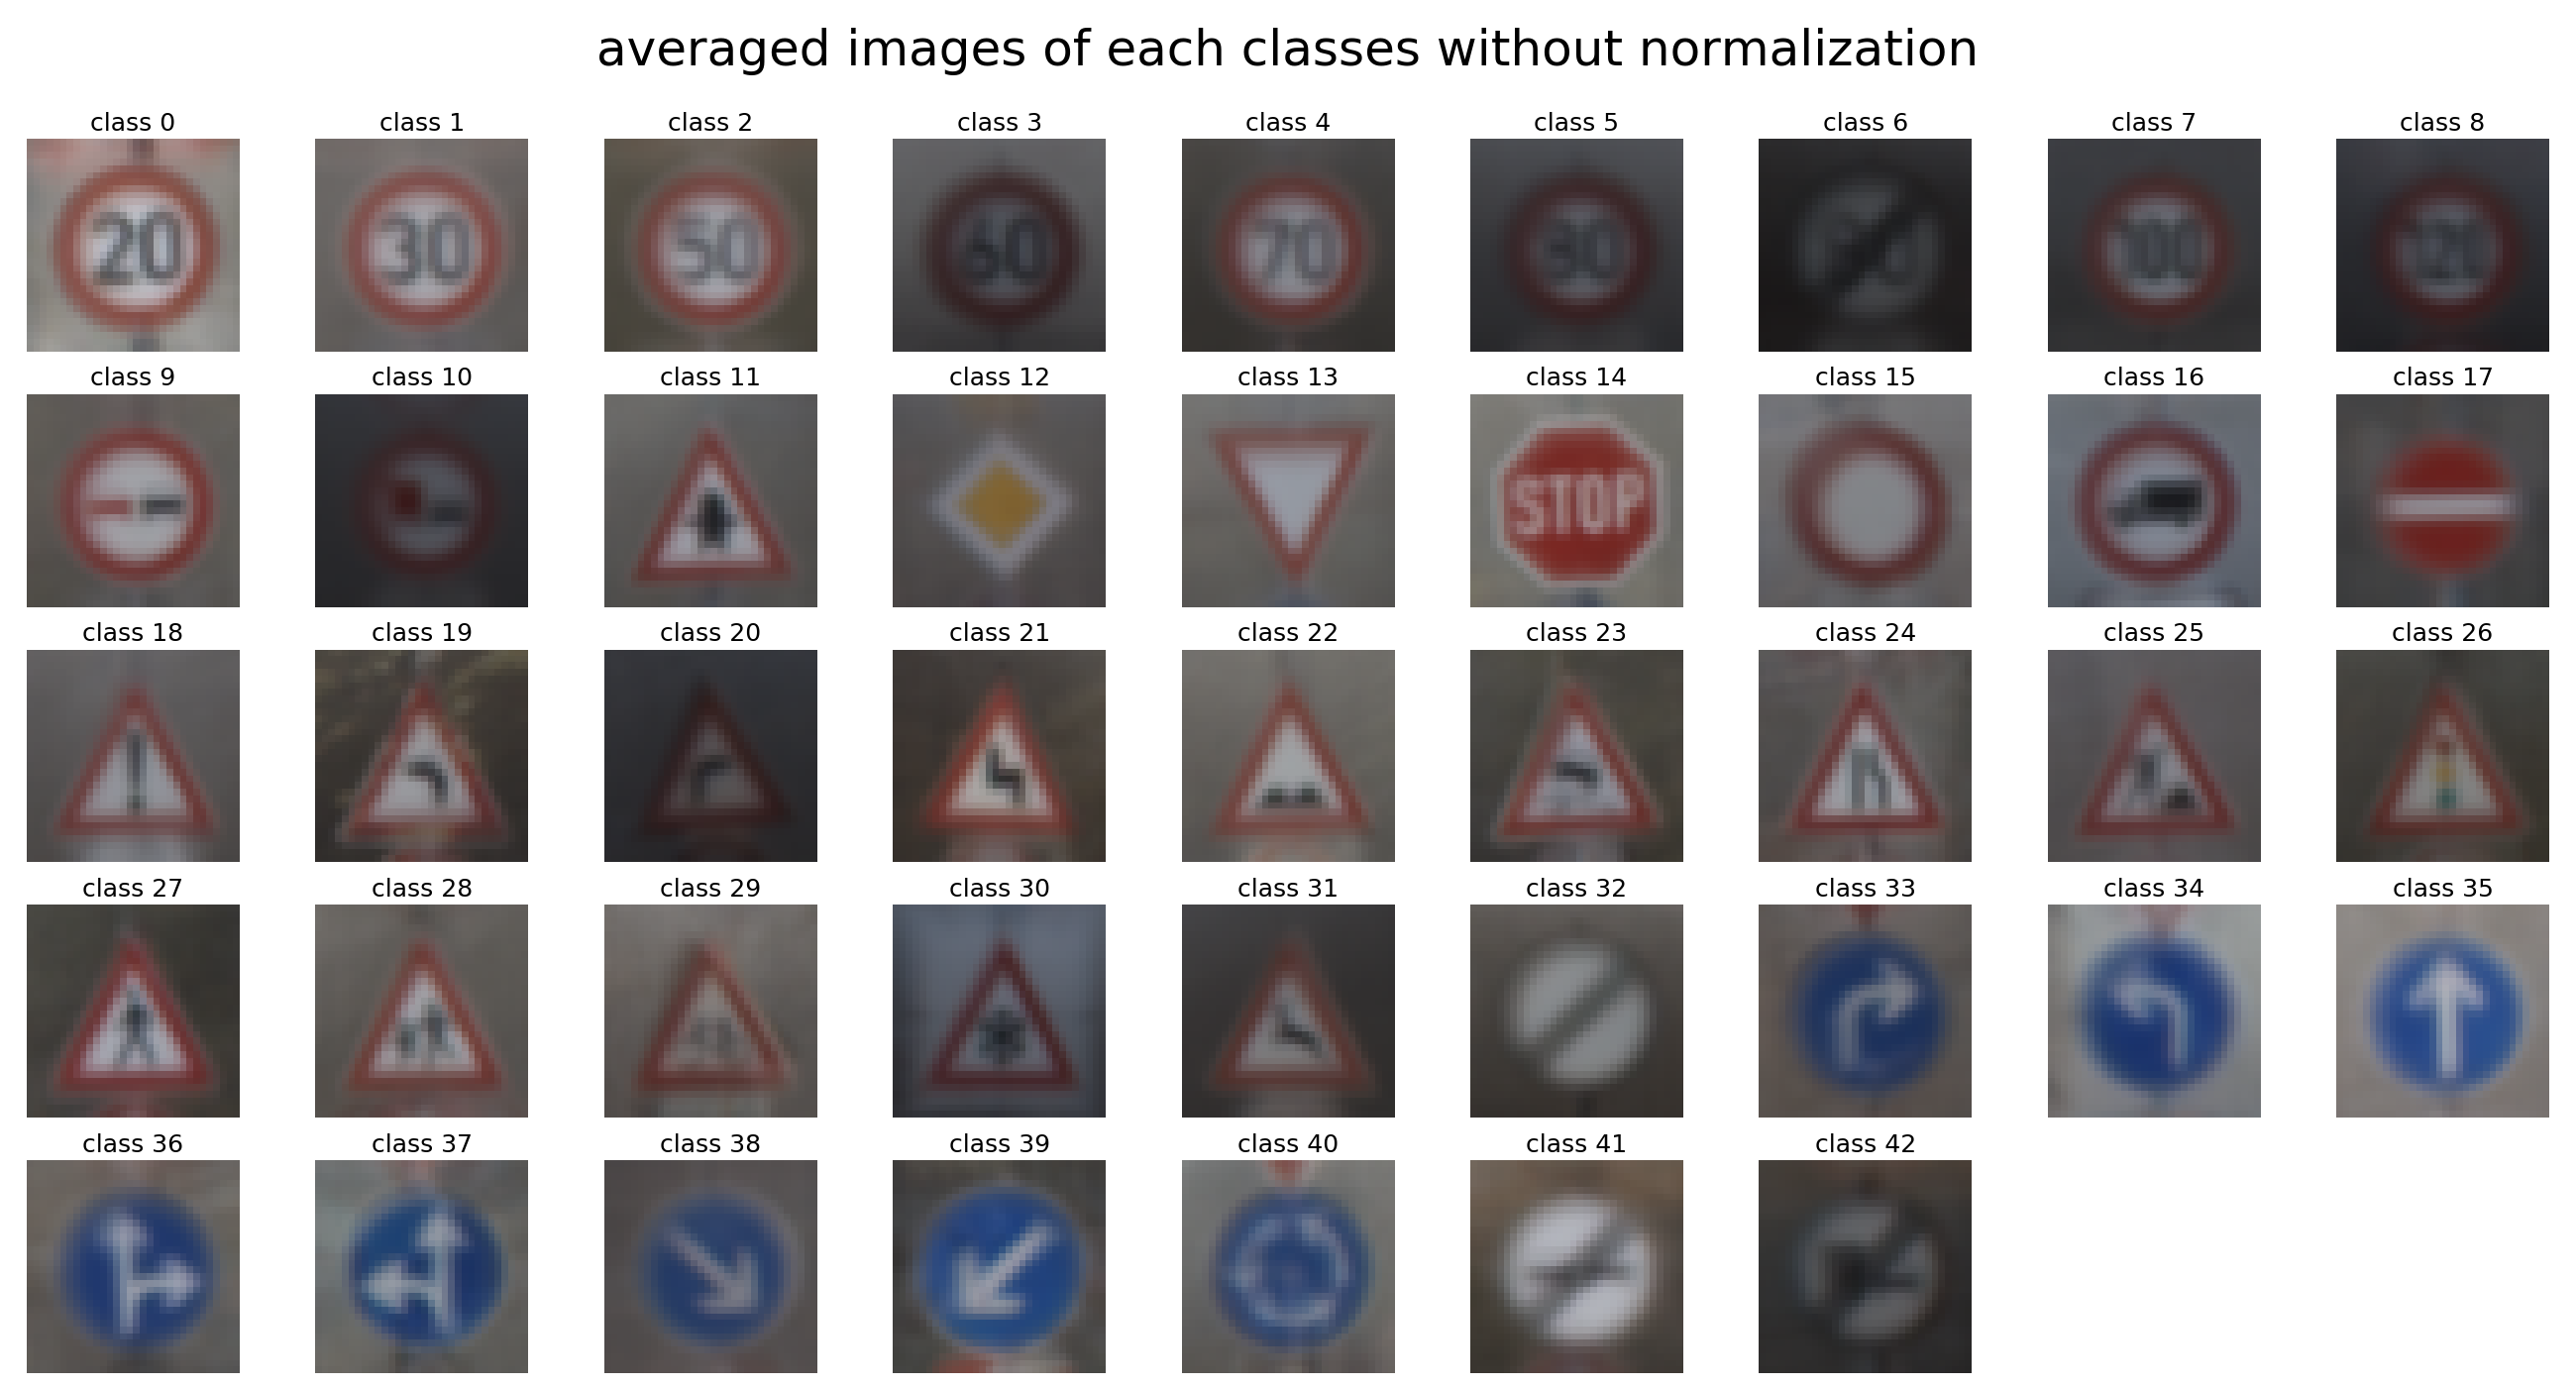 averaged images of each classes without normalization
class 0 class 1 class 2 class 3 class 4 class 5 class 6 class 7 class 8
20 30 50 60 70 80 100 120
class 9 class 10 class 11 class 12 class 13 class 14 class 15 class 16 class 17
STOP
class 18 class 19 class 20 class 21 class 22 class 23 class 24 class 25 class 26
class 27 class 28 class 29 class 30 class 31 class 32 class 33 class 34 class 35
class 36 class 37 class 38 class 39 class 40 class 41 class 42